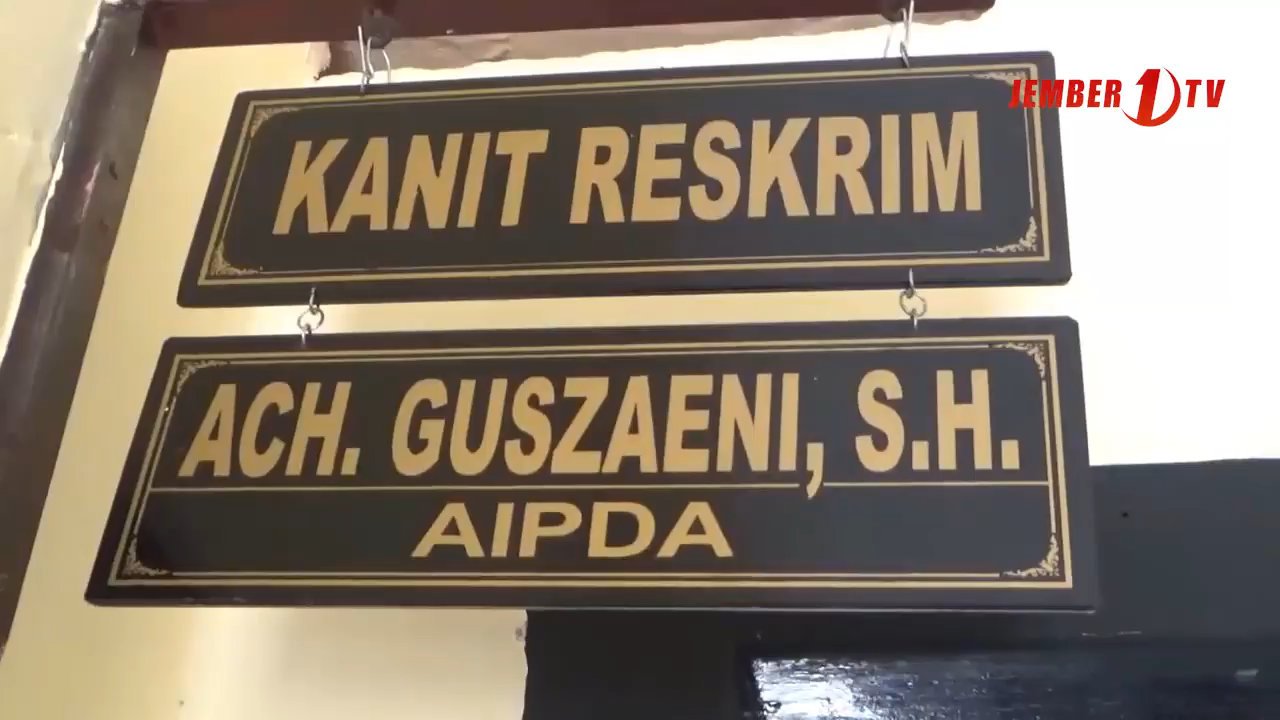 JEMBER 1 TV
KANIT RESKRIM
ACH. GUSZAENI, S.H.
AIPDA